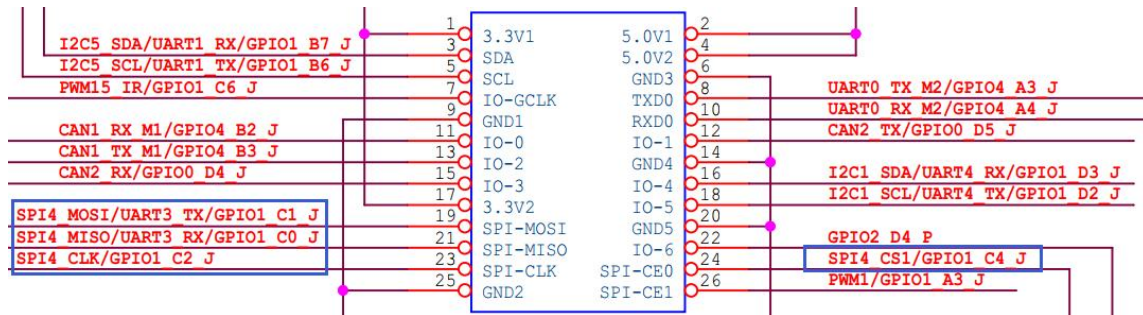 1 3.3V1 5.0V1 2
I2C5_SDA/UART1_RX/GPIO1_B7_J 3 SDA 5.0V2 4
I2C5_SCL/UART1_TX/GPIO1_B6_J 5 SCL GND3 6
PWM15_IR/GPIO1_C6_J 7 IO-GCLK TXD0 8 UART0_TX_M2/GPIO4_A3_J
9 GND1 RXD0 10 UART0_RX_M2/GPIO4_A4_J
CAN1_RX_M1/GPIO4_B2_J 11 IO-0 IO-1 12 CAN2_TX/GPIO0_D5_J
CAN1_TX_M1/GPIO4_B3_J 13 IO-2 GND4 14
CAN2_RX/GPIO0_D4_J 15 IO-3 IO-4 16 I2C1_SDA/UART4_RX/GPIO1_D3_J
17 3.3V2 IO-5 18 I2C1_SCL/UART4_TX/GPIO1_D2_J
SPI4_MOSI/UART3_TX/GPIO1_C1_J 19 SPI-MOSI GND5 20
SPI4_MISO/UART3_RX/GPIO1_C0_J 21 SPI-MISO IO-6 22 GPIO2_D4_P
SPI4_CLK/GPIO1_C2_J 23 SPI-CLK SPI-CE0 24 SPI4_CS1/GPIO1_C4_J
25 GND2 SPI-CE1 26 PWM1/GPIO1_A3_J